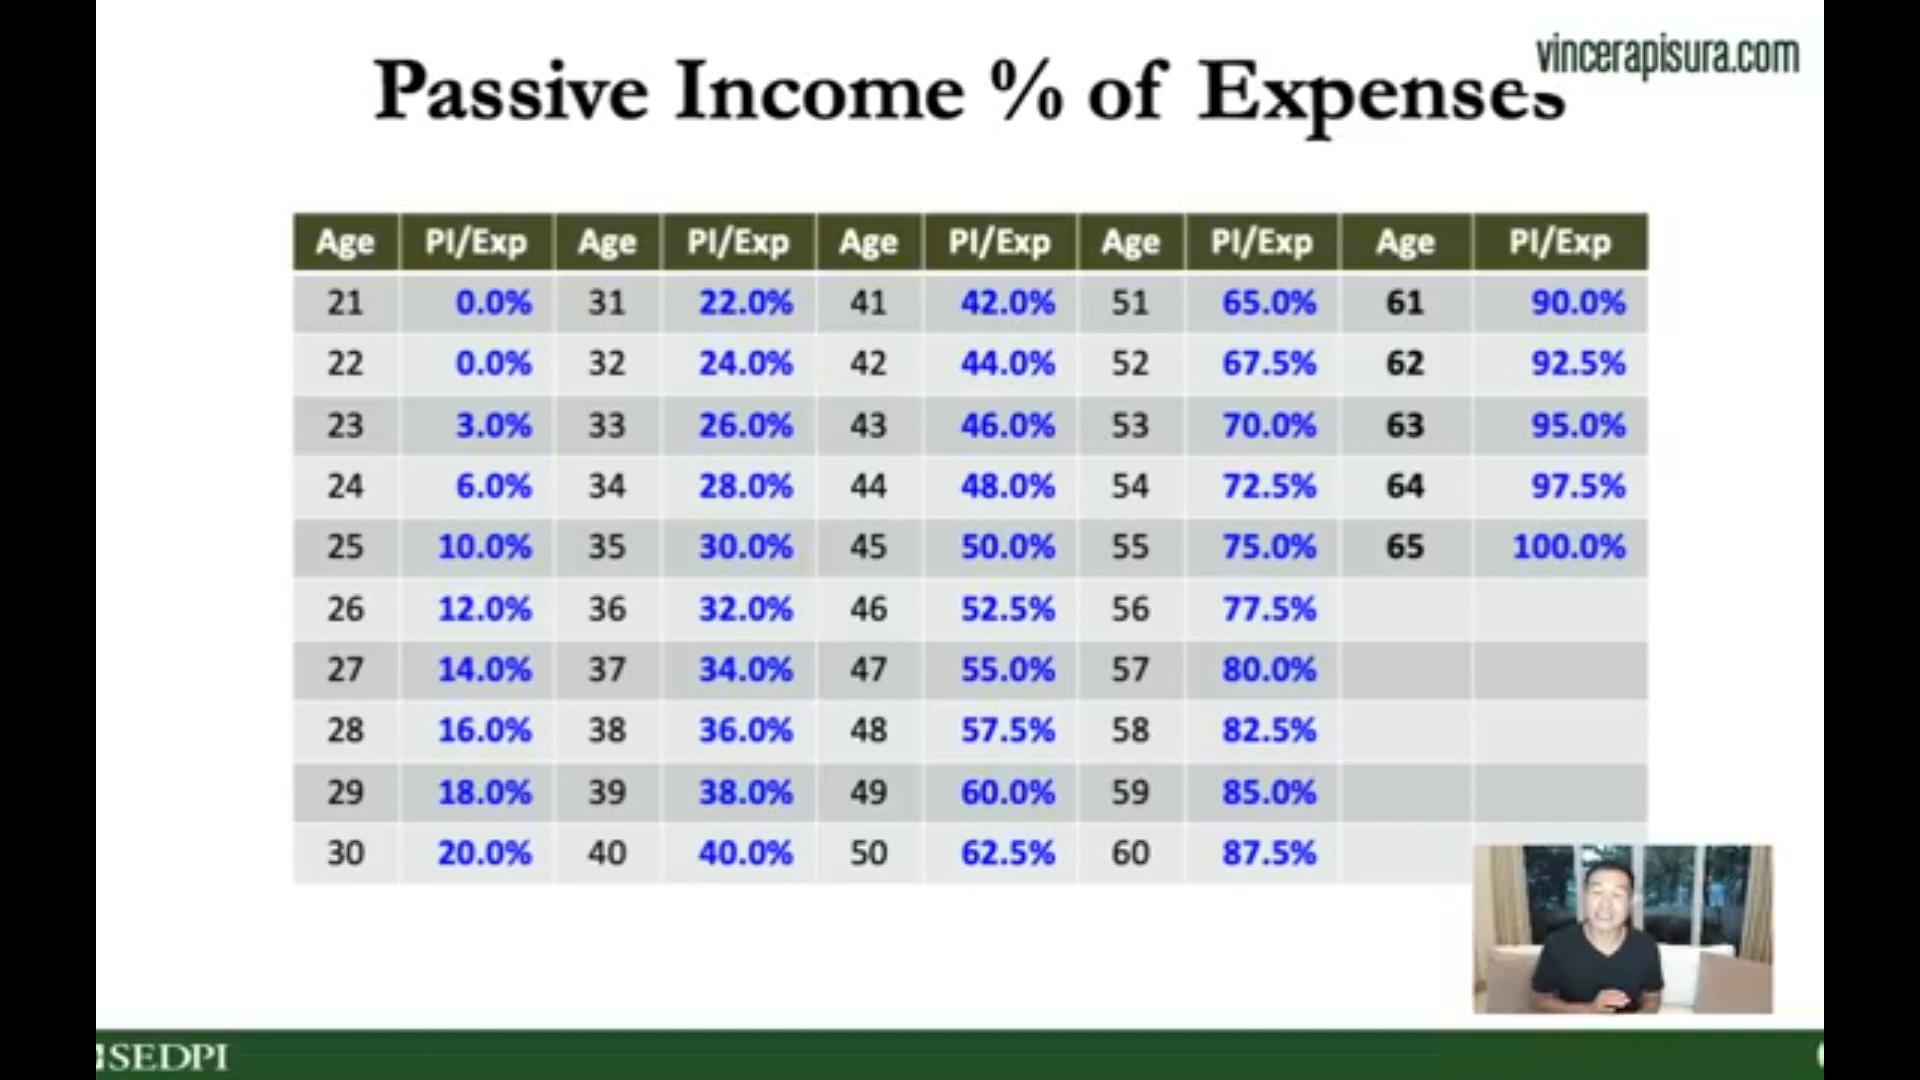 vincerapisura.com
Passive Income % of Expenses
Age PI/Exp Age PI/Exp Age PI/Exp Age PI/Exp Age PI/Exp
21 0.0% 31 22.0% 41 42.0% 51 65.0% 61 90.0%
22 0.0% 32 24.0% 42 44.0% 52 67.5% 62 92.5%
23 3.0% 33 26.0% 43 46.0% 53 70.0% 63 95.0%
24 6.0% 34 28.0% 44 48.0% 54 72.5% 64 97.5%
25 10.0% 35 30.0% 45 50.0% 55 75.0% 65 100.0%
26 12.0% 36 32.0% 46 52.5% 56 77.5%
27 14.0% 37 34.0% 47 55.0% 57 80.0%
28 16.0% 38 36.0% 48 57.5% 58 82.5%
29 18.0% 39 38.0% 49 60.0% 59 85.0%
30 20.0% 40 40.0% 50 62.5% 60 87.5%
SEDPI